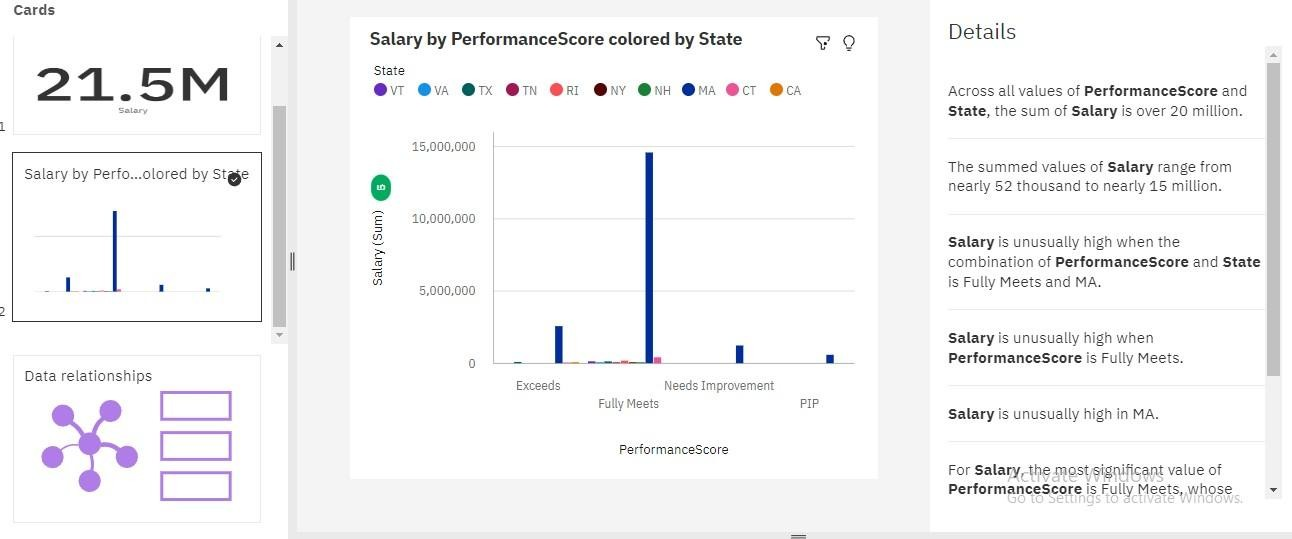 Cards
21.5M
Salary
1
Salary by Perfo...olored by State
2
Data relationships
Salary by PerformanceScore colored by State
State
VT VA TX TN RI NY NH MA CT CA
15,000,000
10,000,000
5,000,000
0
Salary (Sum)
Exceeds
Fully Meets
Needs Improvement
PIP
PerformanceScore
Details
Across all values of PerformanceScore and
State, the sum of Salary is over 20 million.
The summed values of Salary range from
nearly 52 thousand to nearly 15 million.
Salary is unusually high when the
combination of PerformanceScore and State
is Fully Meets and MA.
Salary is unusually high when
PerformanceScore is Fully Meets.
Salary is unusually high in MA.
For Salary, the most significant value of
PerformanceScore is Fully Meets, whose
Activate Windows
Go to Settings to activate Windows.